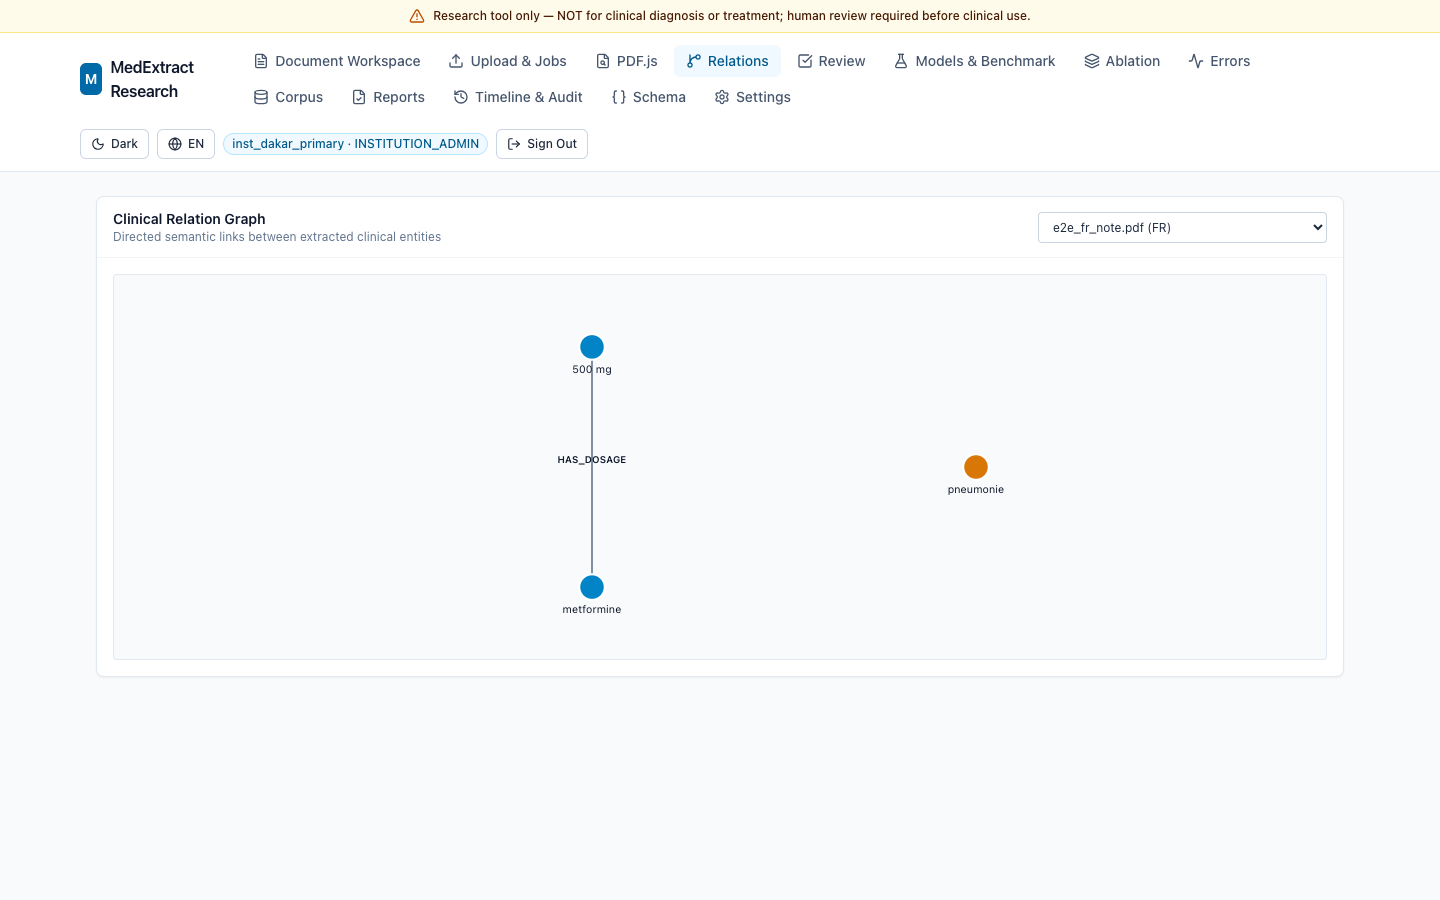 Research tool only — NOT for clinical diagnosis or treatment; human review required before clinical use.
M
MedExtract
Research
Document Workspace
Upload & Jobs
PDF.js
Relations
Review
Models & Benchmark
Ablation
Errors
Corpus
Reports
Timeline & Audit
Schema
Settings
Dark
EN
inst_dakar_primary · INSTITUTION_ADMIN
Sign Out
Clinical Relation Graph
Directed semantic links between extracted clinical entities
e2e_fr_note.pdf (FR)
500 mg
HAS_DOSAGE
pneumonie
metformine